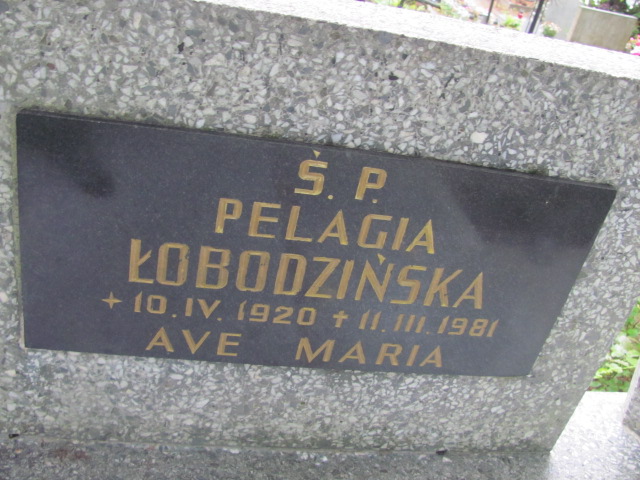 Ś. P.
PELAGIA
ŁOBODZIŃSKA
+ 10. IV. 1920 ✝ 11. III. 1981
AVE MARIA